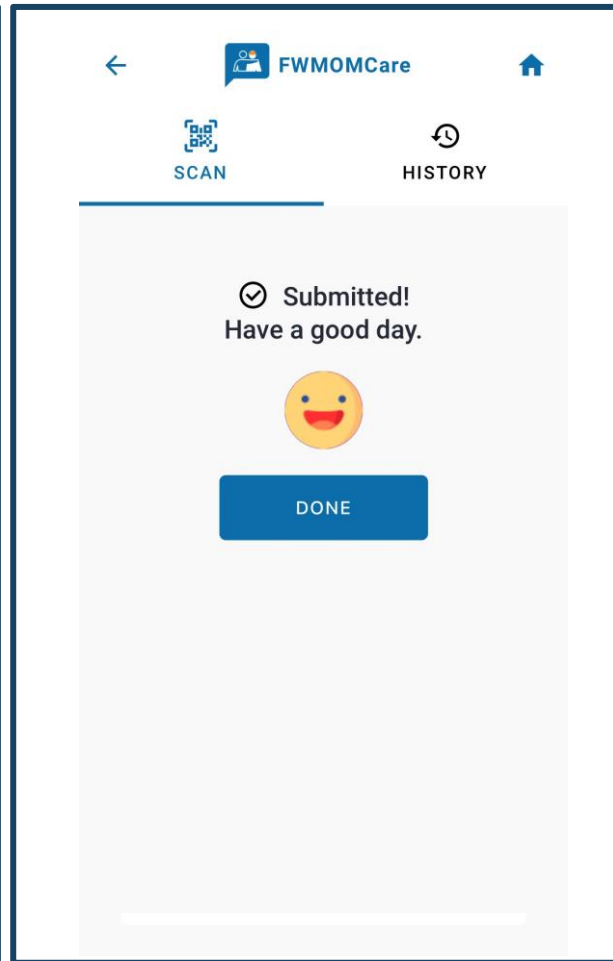 FWMOMCare
SCAN
HISTORY
Submitted!
Have a good day.
DONE